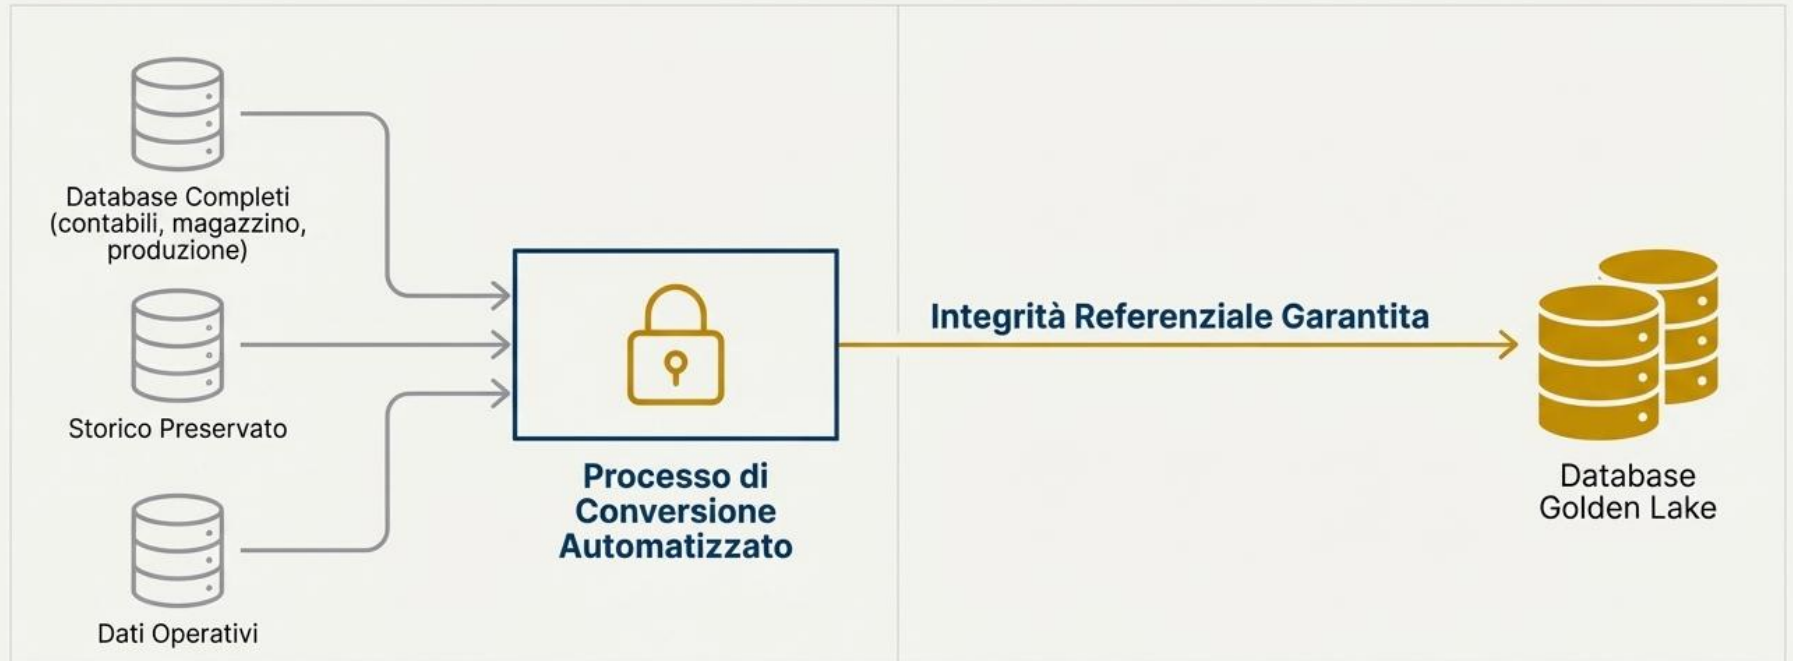 Database Completi
(contabili, magazzino,
produzione)
Storico Preservato
Dati Operativi
Processo di
Conversione
Automatizzato
Integrità Referenziale Garantita
Database
Golden Lake